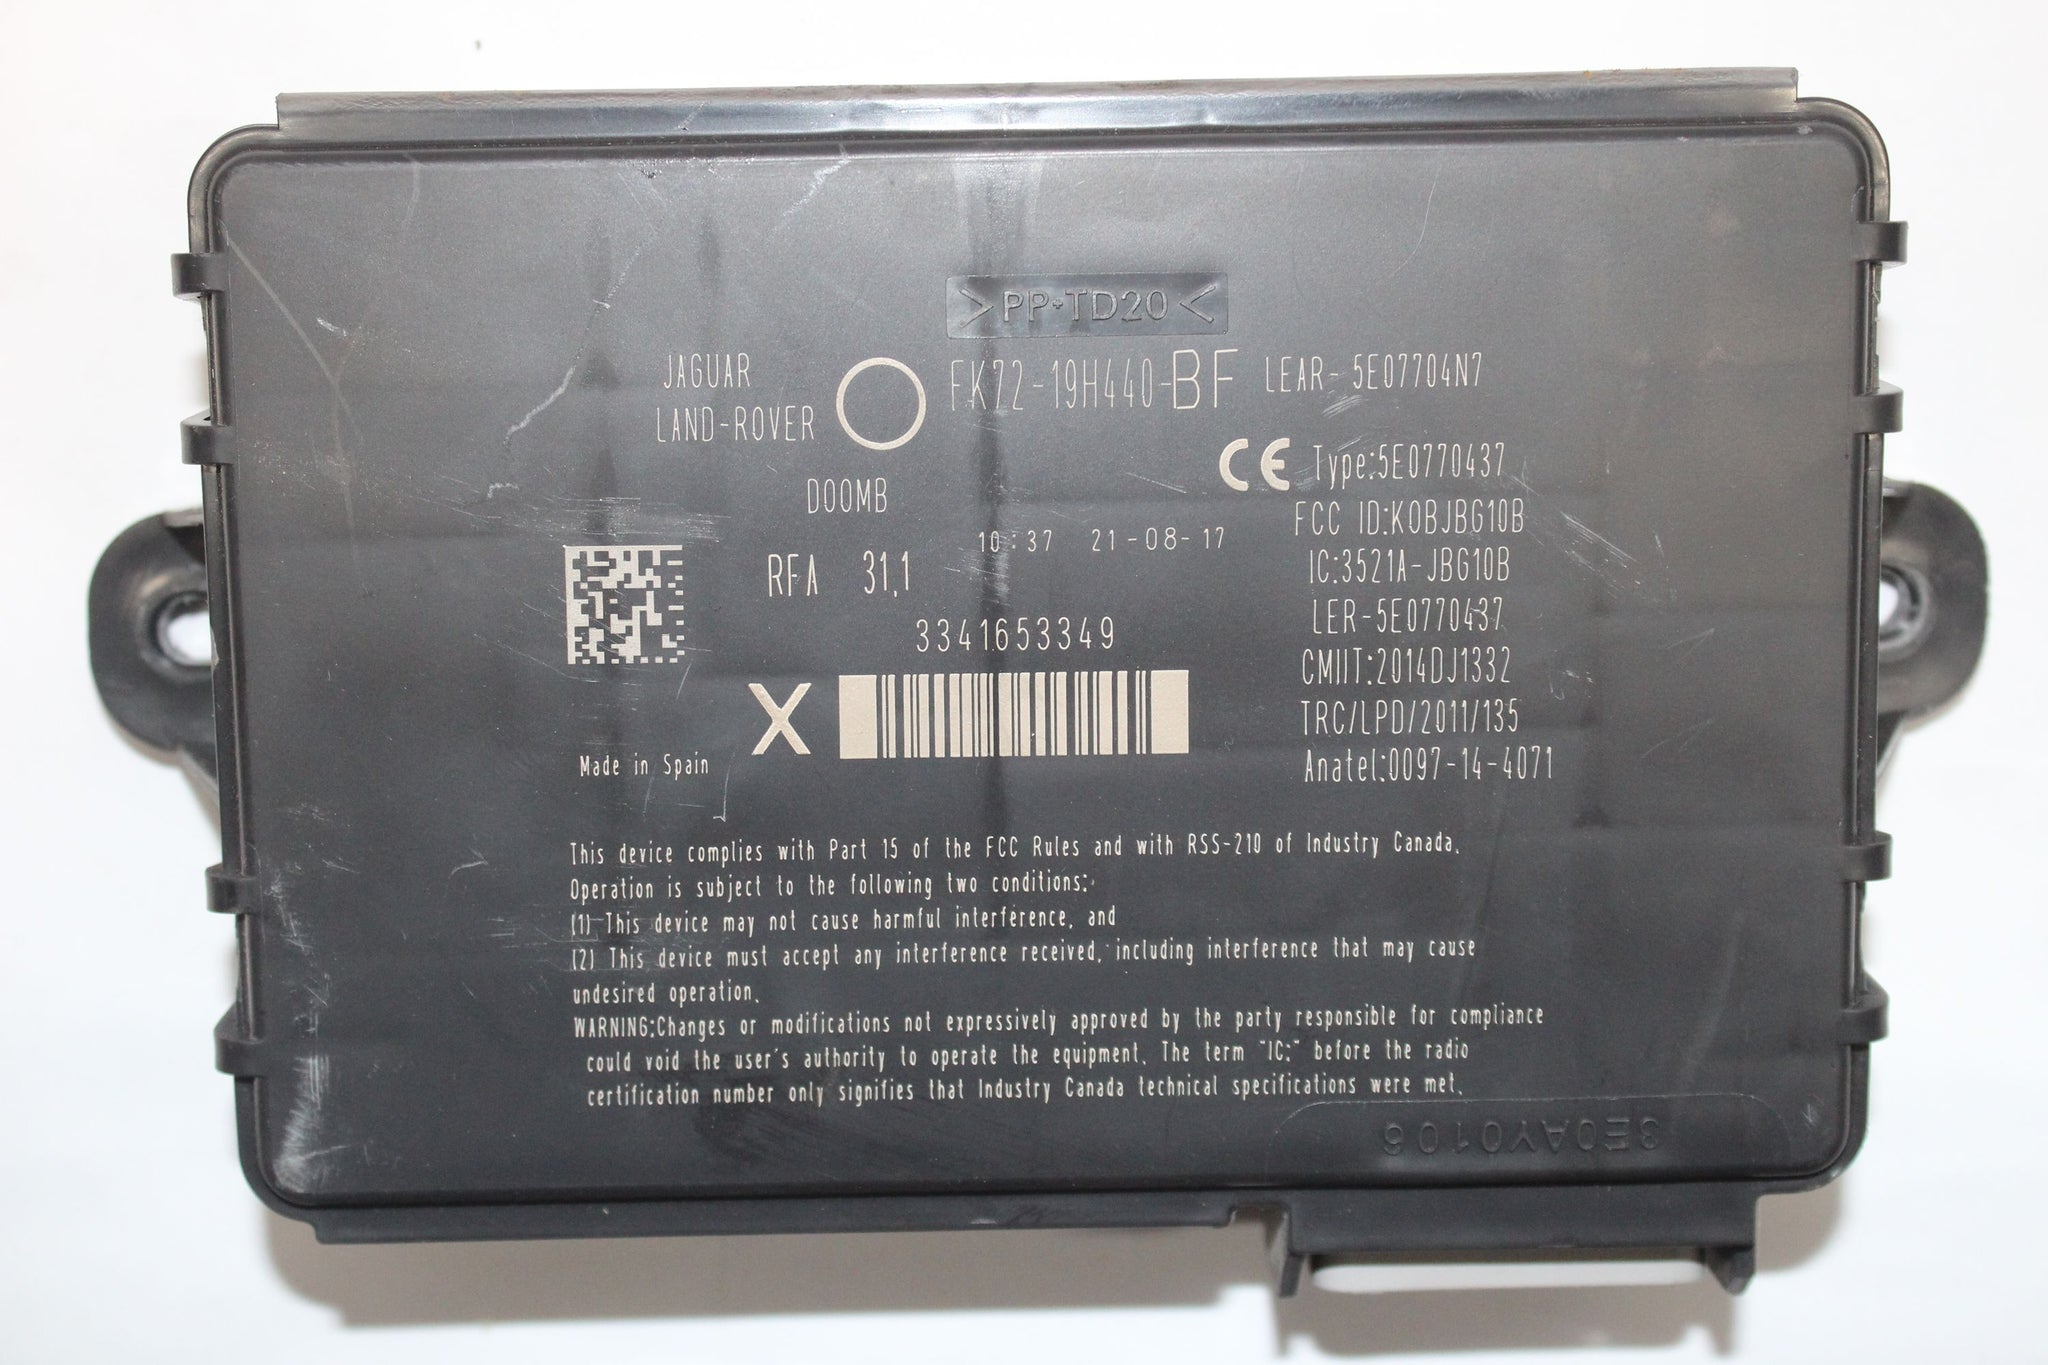 >PP+TD20<
JAGUAR
LAND-ROVER
FK72-19H440-BF LEAR- 5E07704N7
CE Type:5E0770437
D00MB
FCC ID:KOBJBG10B
10:37 21-08-17
RFA 31.1
IC:3521A-JBG10B
LER-5E0770437
3341653349
CMIIT:2014DJ1332
X
TRC/LPD/2011/135
Made in Spain
Anatel:0097-14-4071
This device complies with Part 15 of the FCC Rules and with RSS-210 of Industry Canada.
Operation is subject to the following two conditions:
(1) This device may not cause harmful interference, and
(2) This device must accept any interference received, including interference that may cause
undesired operation.
WARNING:Changes or modifications not expressively approved by the party responsible for compliance
could void the user's authority to operate the equipment. The term "IC:" before the radio
certification number only signifies that Industry Canada technical specifications were met.
3E0AY0106